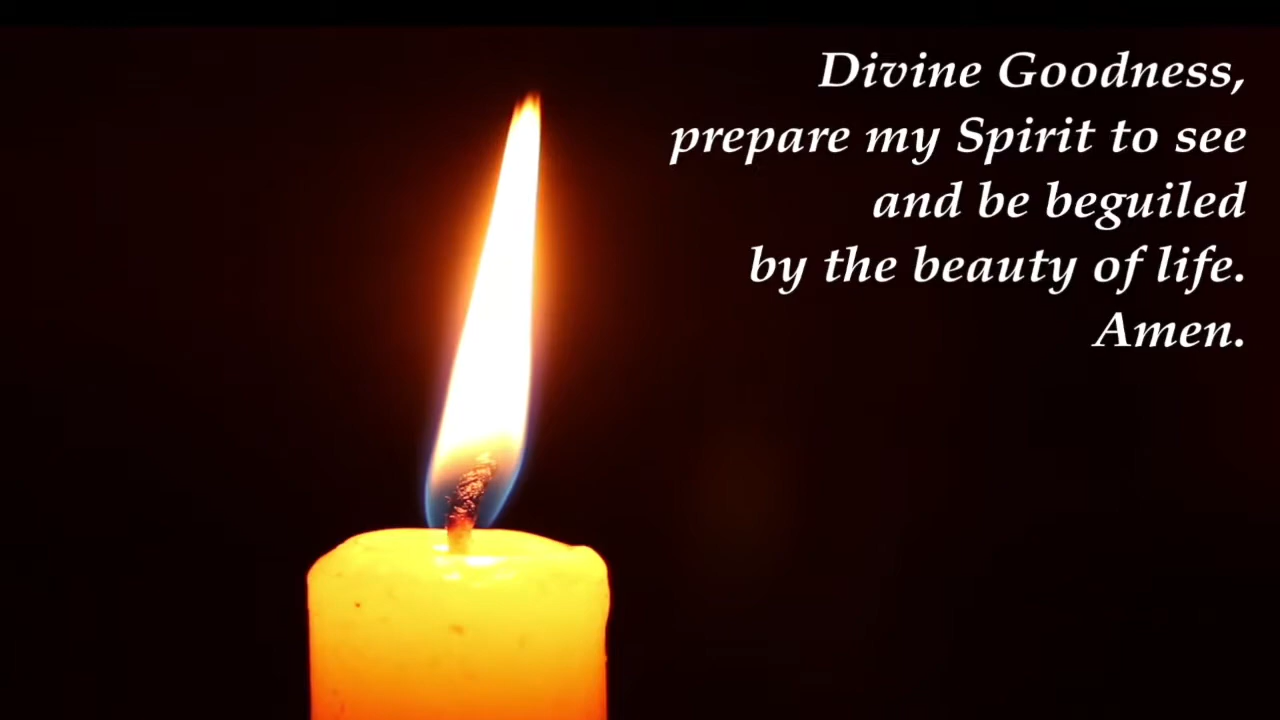 Divine Goodness,
prepare my Spirit to see
and be beguiled
by the beauty of life.
Amen.